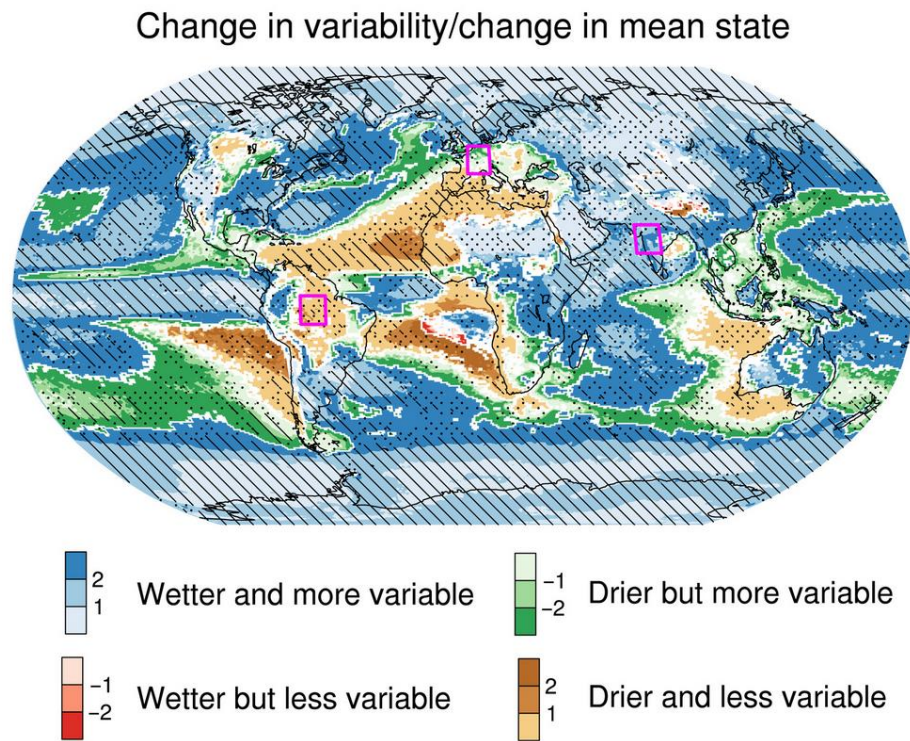 Change in variability/change in mean state
2
1
Wetter and more variable
-1
-2
Drier but more variable
-1
-2
Wetter but less variable
2
1
Drier and less variable